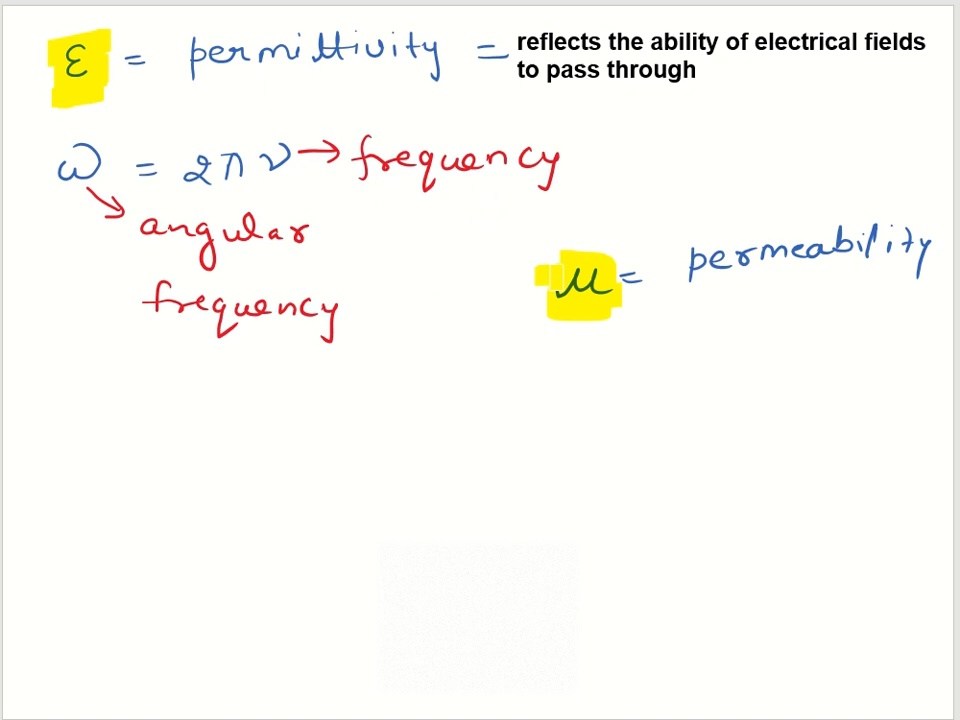 ε = permittivity = reflects the ability of electrical fields
to pass through
ω = 2πν → frequency
angular
frequency
μ = permeability